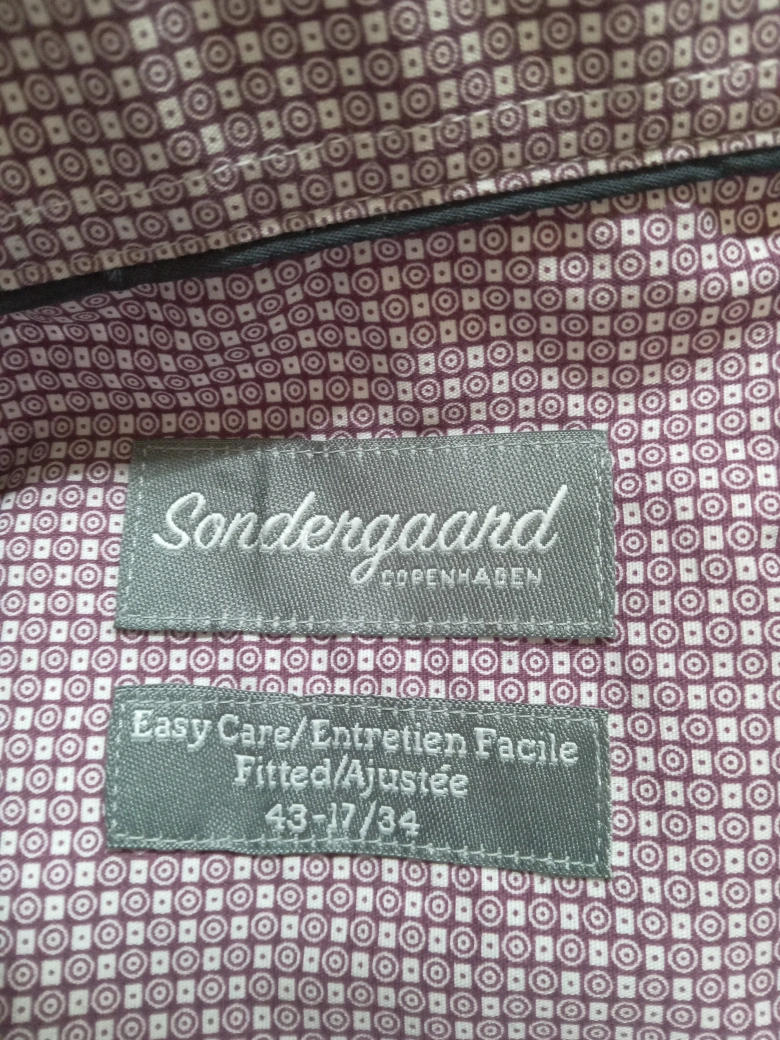 Sondergaard
COPENHAGEN
Easy Care/Entretien Facile
Fitted/Ajustée
43-17/34